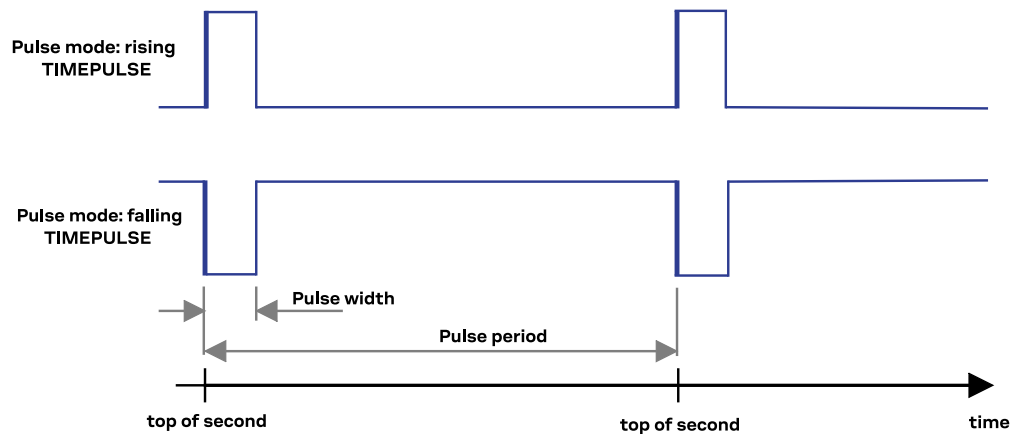 Pulse mode: rising
TIMEPULSE
Pulse mode: falling
TIMEPULSE
Pulse width
Pulse period
top of second
top of second
time